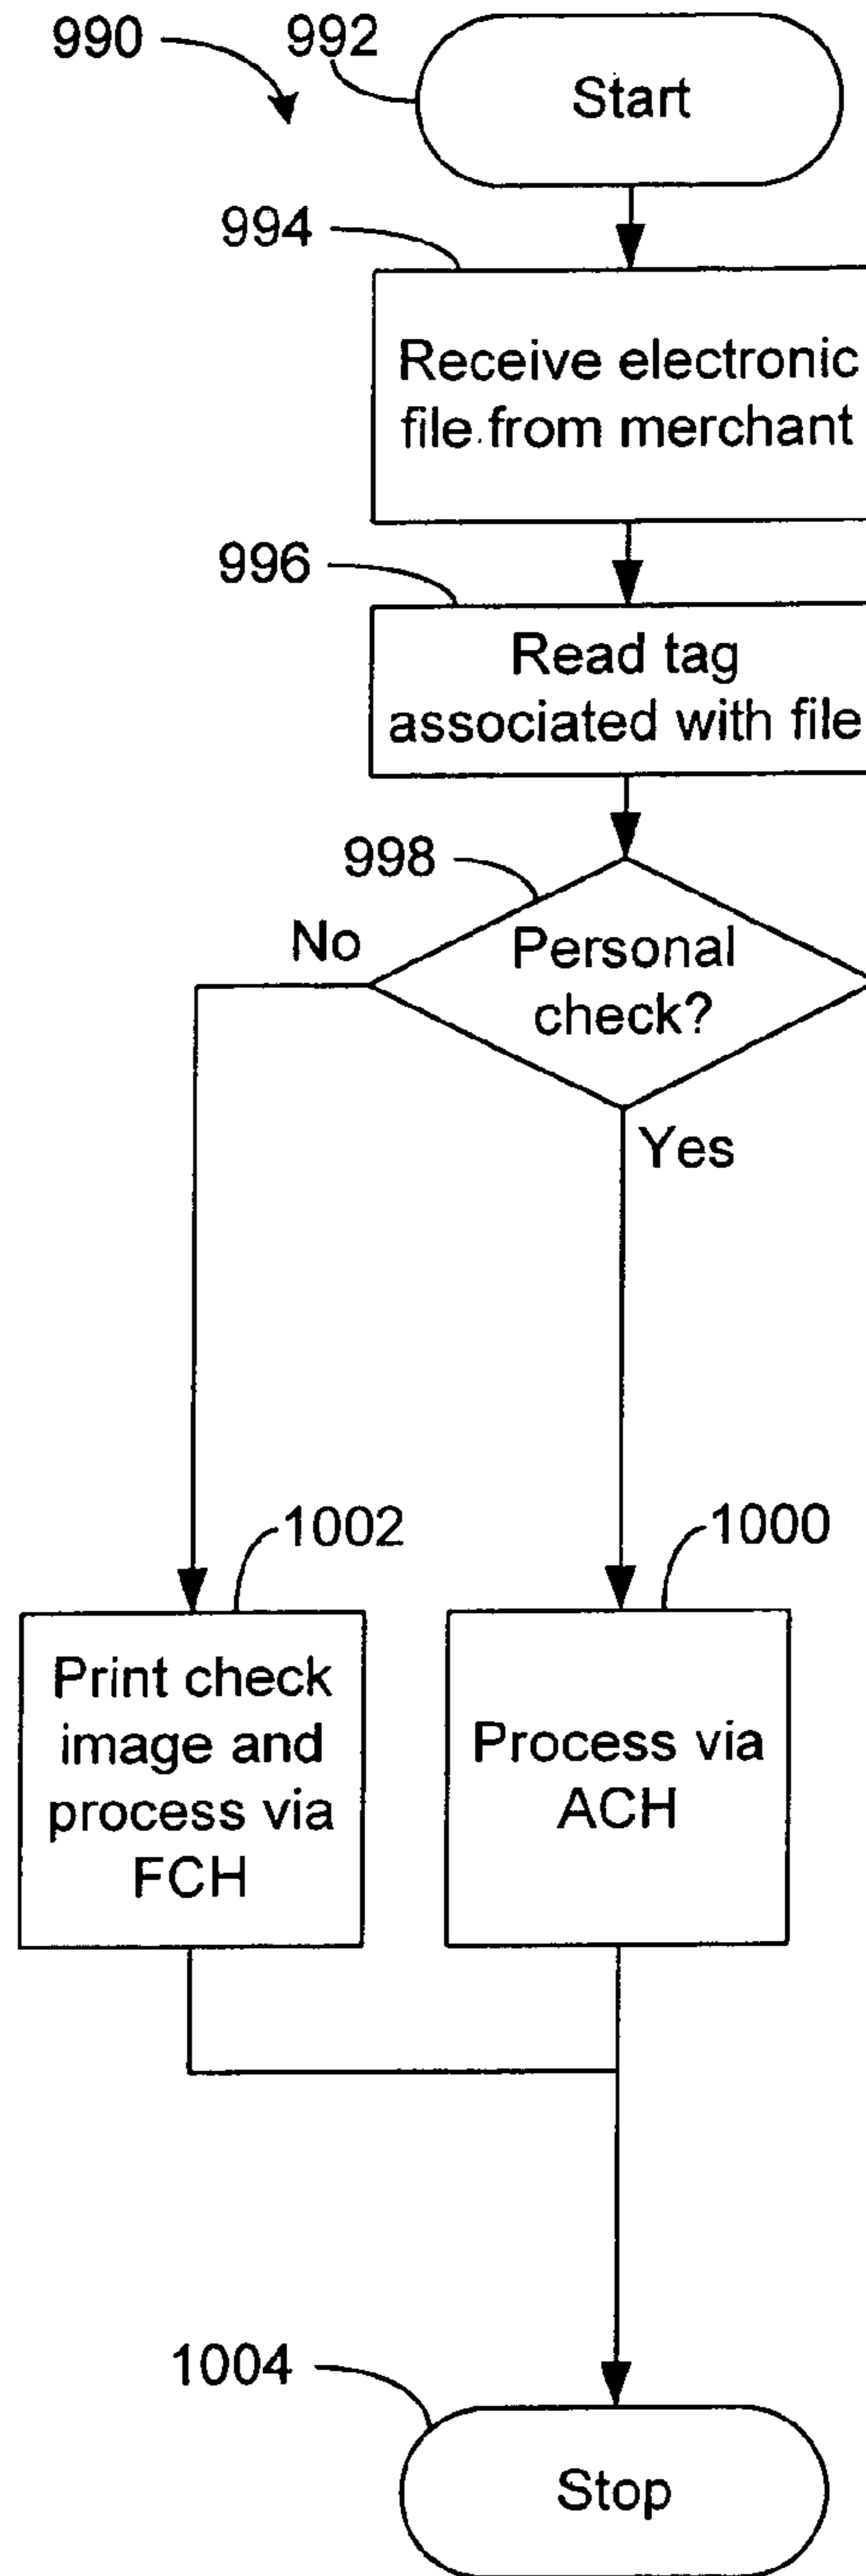 990
992
Start
994
Receive electronic
file from merchant
996
Read tag
associated with file
998
No
Personal
check?
Yes
1002
1000
Print check
image and
process via
FCH
Process via
ACH
1004
Stop